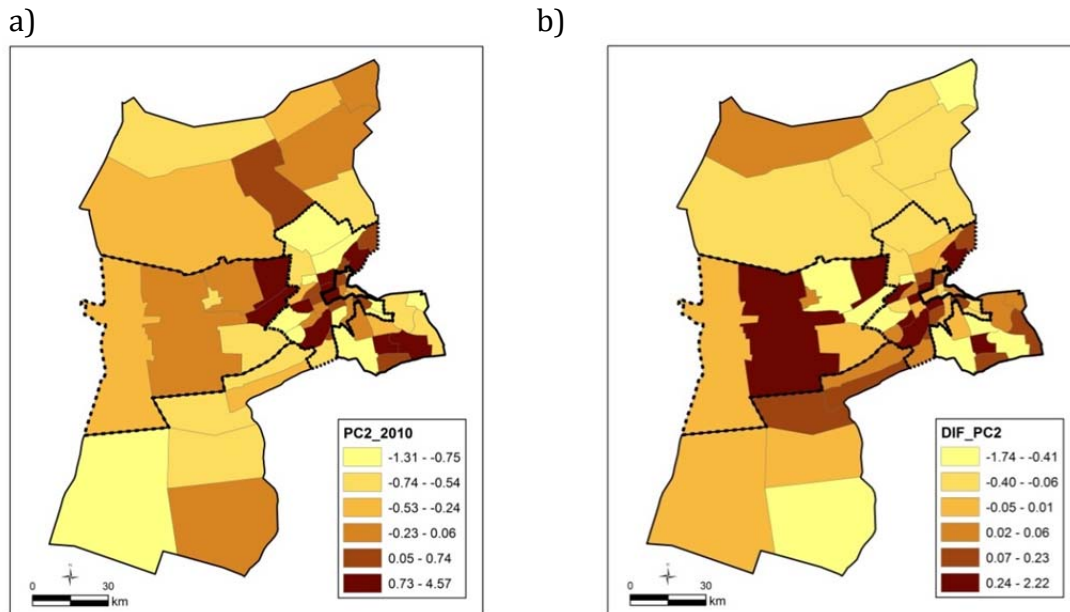 a)
b)
PC2_2010
-1.31 - -0.75
-0.74 - -0.54
-0.53 - -0.24
-0.23 - 0.06
0.05 - 0.74
0.73 - 4.57
0 30
km
DIF_PC2
-1.74 - -0.41
-0.40 - -0.06
-0.05 - 0.01
0.02 - 0.06
0.07 - 0.23
0.24 - 2.22
0 30
km